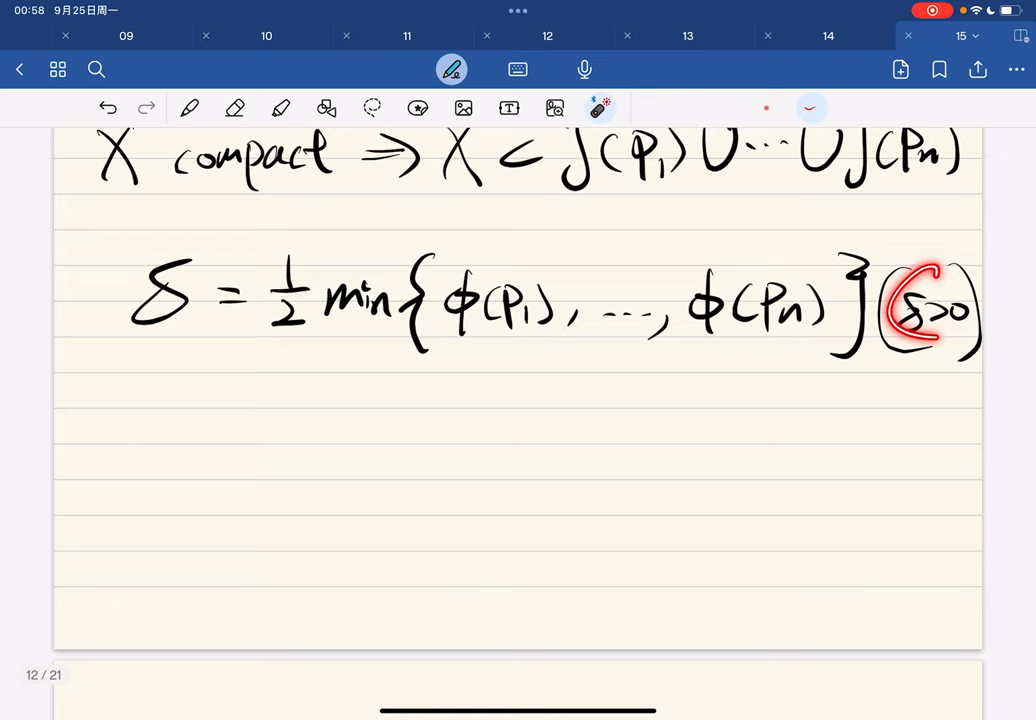 00:58 9月25日周一
09 10 11 12 13 14 15
X compact ⇒ X ⊂ J(p₁) ∪ ··· ∪ J(pₙ)
δ = 1/2 min{ϕ(p₁), ..., ϕ(pₙ)} (δ>0)
12 / 21